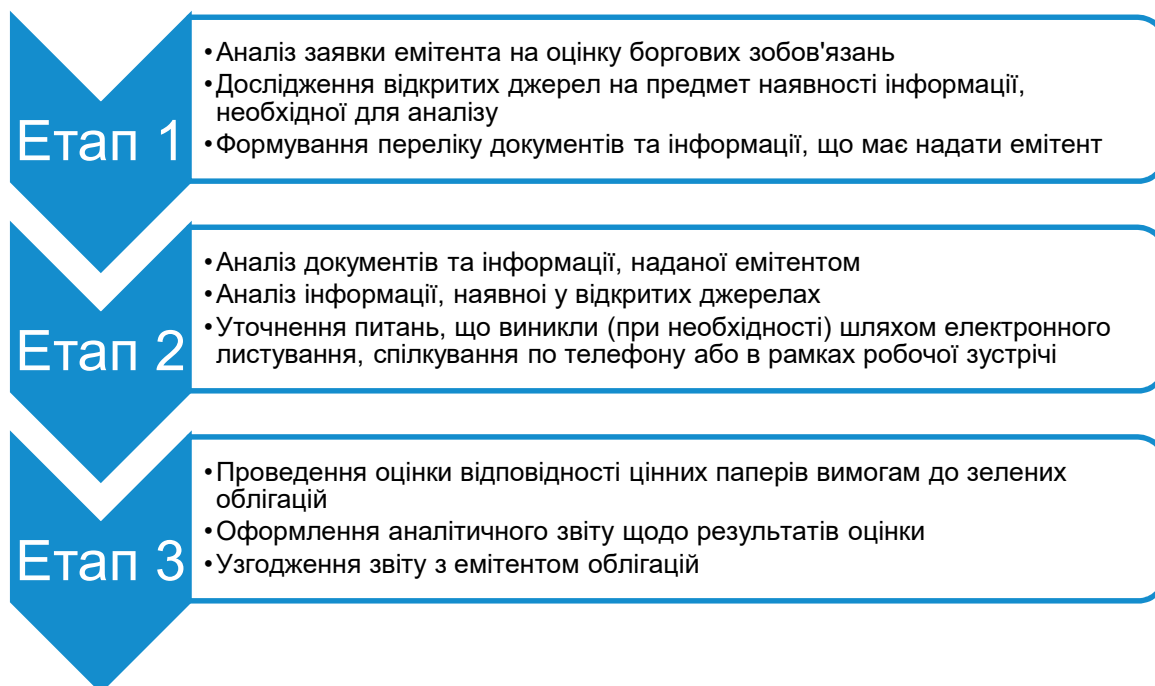 Етап 1
•Аналіз заявки емітента на оцінку боргових зобов'язань
•Дослідження відкритих джерел на предмет наявності інформації,
необхідної для аналізу
•Формування переліку документів та інформації, що має надати емітент
Етап 2
•Аналіз документів та інформації, наданої емітентом
•Аналіз інформації, наявноі у відкритих джерелах
•Уточнення питань, що виникли (при необхідності) шляхом електронного
листування, спілкування по телефону або в рамках робочої зустрічі
Етап 3
•Проведення оцінки відповідності цінних паперів вимогам до зелених
облігацій
•Оформлення аналітичного звіту щодо результатів оцінки
•Узгодження звіту з емітентом облігацій